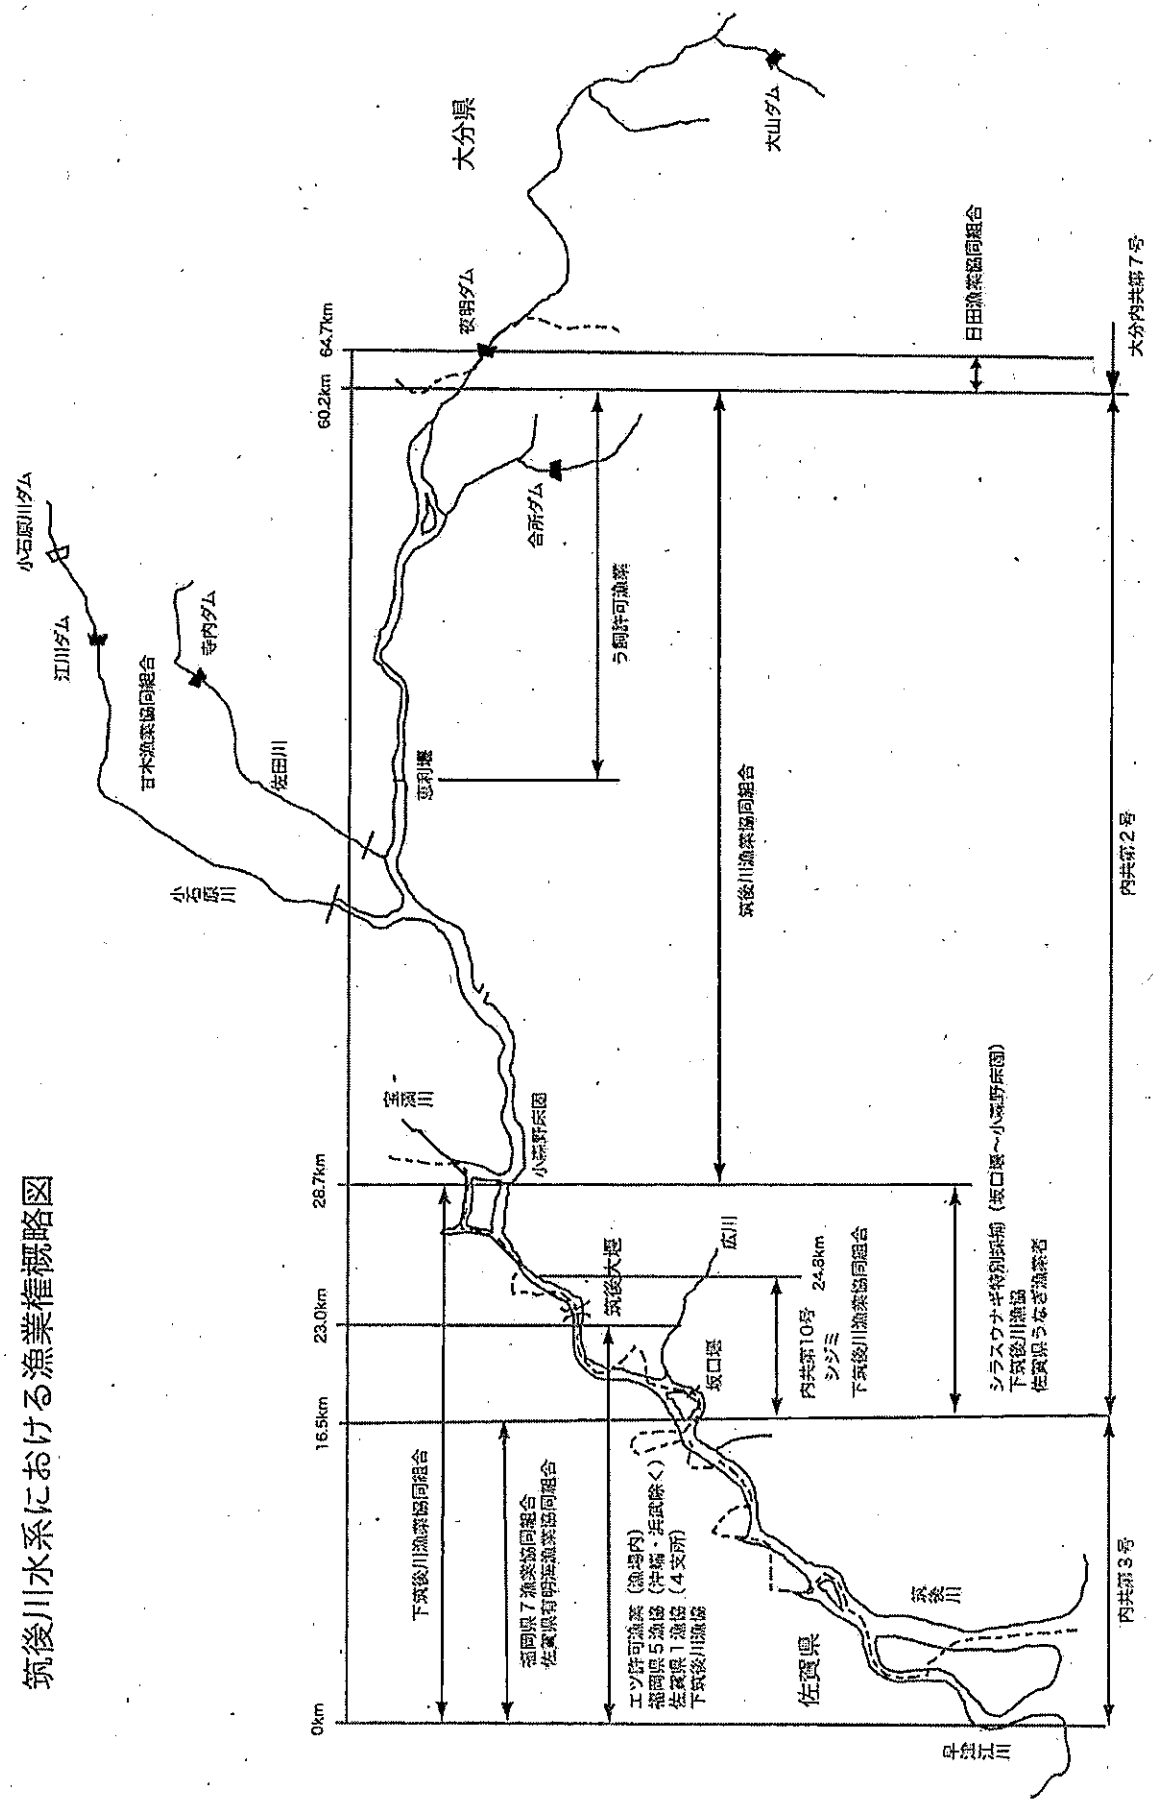 筑後川水系における漁業権概略図
0km
16.5km
23.0km
28.7km
60.2km
64.7km
小石原川ダム
江川ダム
甘木漁業協同組合
寺内ダム
佐田川
小石原川
恵利堰
合所ダム
夜明ダム
大分県
大山ダム
宝満川
小森野床固
筑後大堰
広川
坂口堰
佐賀県
筑後川
早津江川
下筑後川漁業協同組合
福岡県7漁業協同組合
佐賀県有明海漁業協同組合
エツ許可漁業(漁場内)
福岡県5漁協(沖端・浜武除く)
佐賀県1漁協(4支所)
下筑後川漁協
う飼許可漁業
筑後川漁業協同組合
24.8km
内共第10号
シジミ
下筑後川漁業協同組合
シラスウナギ特別採捕(坂口堰~小森野床固)
下筑後川漁協
佐賀県うなぎ漁業者
日田漁業協同組合
内共第3号
内共第2号
大分内共第7号